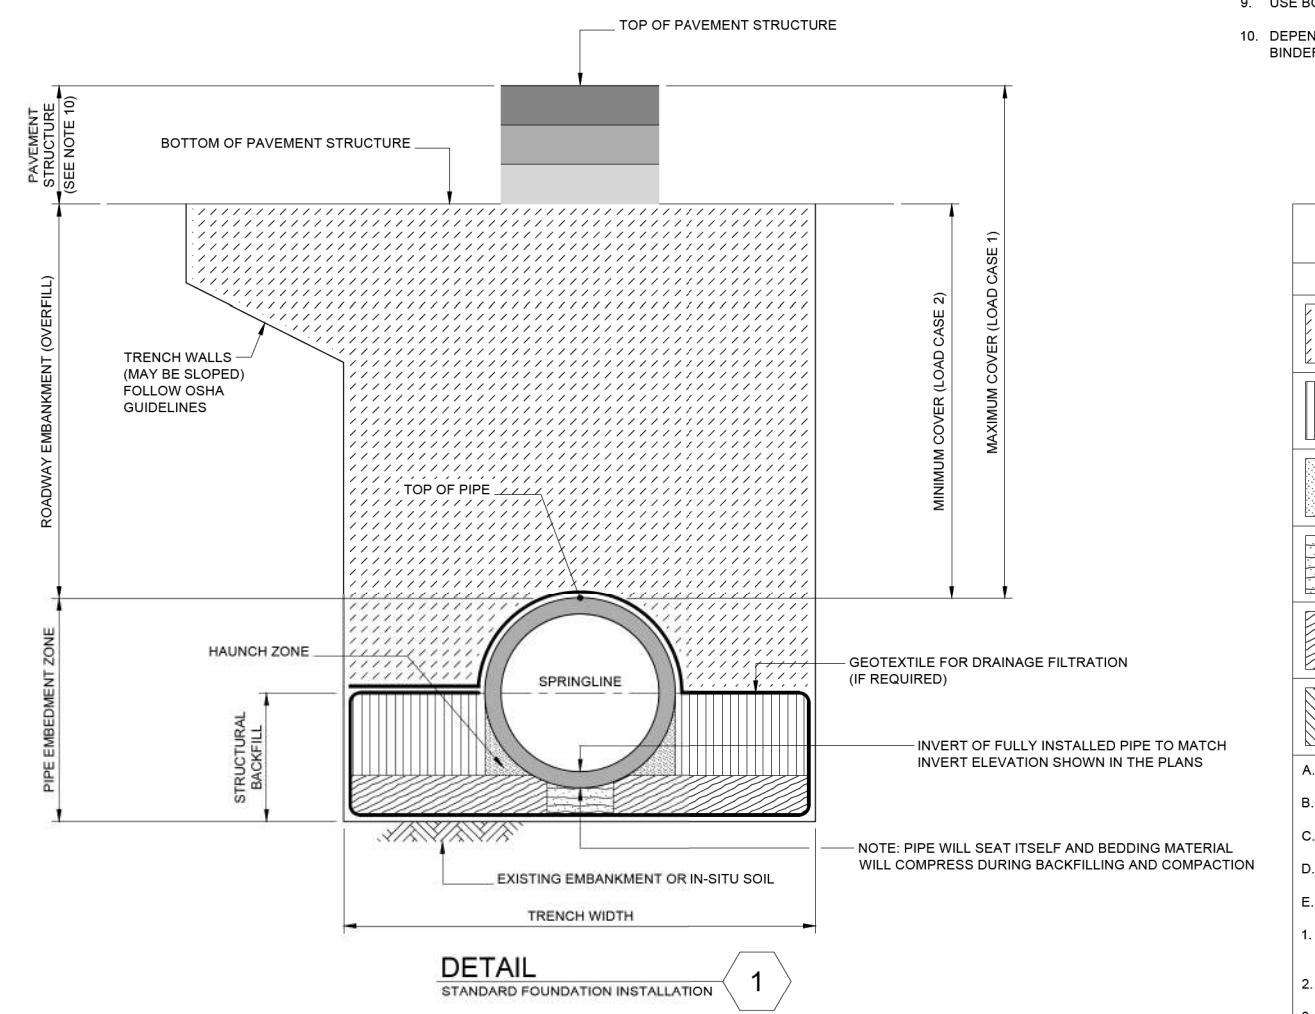 9. USE BO
10. DEPEN
BINDER
TOP OF PAVEMENT STRUCTURE
PAVEMENT
STRUCTURE
(SEE NOTE 10)
BOTTOM OF PAVEMENT STRUCTURE
ROADWAY EMBANKMENT (OVERFILL)
TRENCH WALLS
(MAY BE SLOPED)
FOLLOW OSHA
GUIDELINES
MINIMUM COVER (LOAD CASE 2)
MAXIMUM COVER (LOAD CASE 1)
TOP OF PIPE
PIPE EMBEDMENT ZONE
HAUNCH ZONE
SPRINGLINE
GEOTEXTILE FOR DRAINAGE FILTRATION
(IF REQUIRED)
STRUCTURAL
BACKFILL
INVERT OF FULLY INSTALLED PIPE TO MATCH
INVERT ELEVATION SHOWN IN THE PLANS
NOTE: PIPE WILL SEAT ITSELF AND BEDDING MATERIAL
WILL COMPRESS DURING BACKFILLING AND COMPACTION
EXISTING EMBANKMENT OR IN-SITU SOIL
TRENCH WIDTH
DETAIL
STANDARD FOUNDATION INSTALLATION
1
A.
B.
C.
D.
E.
1.
2.